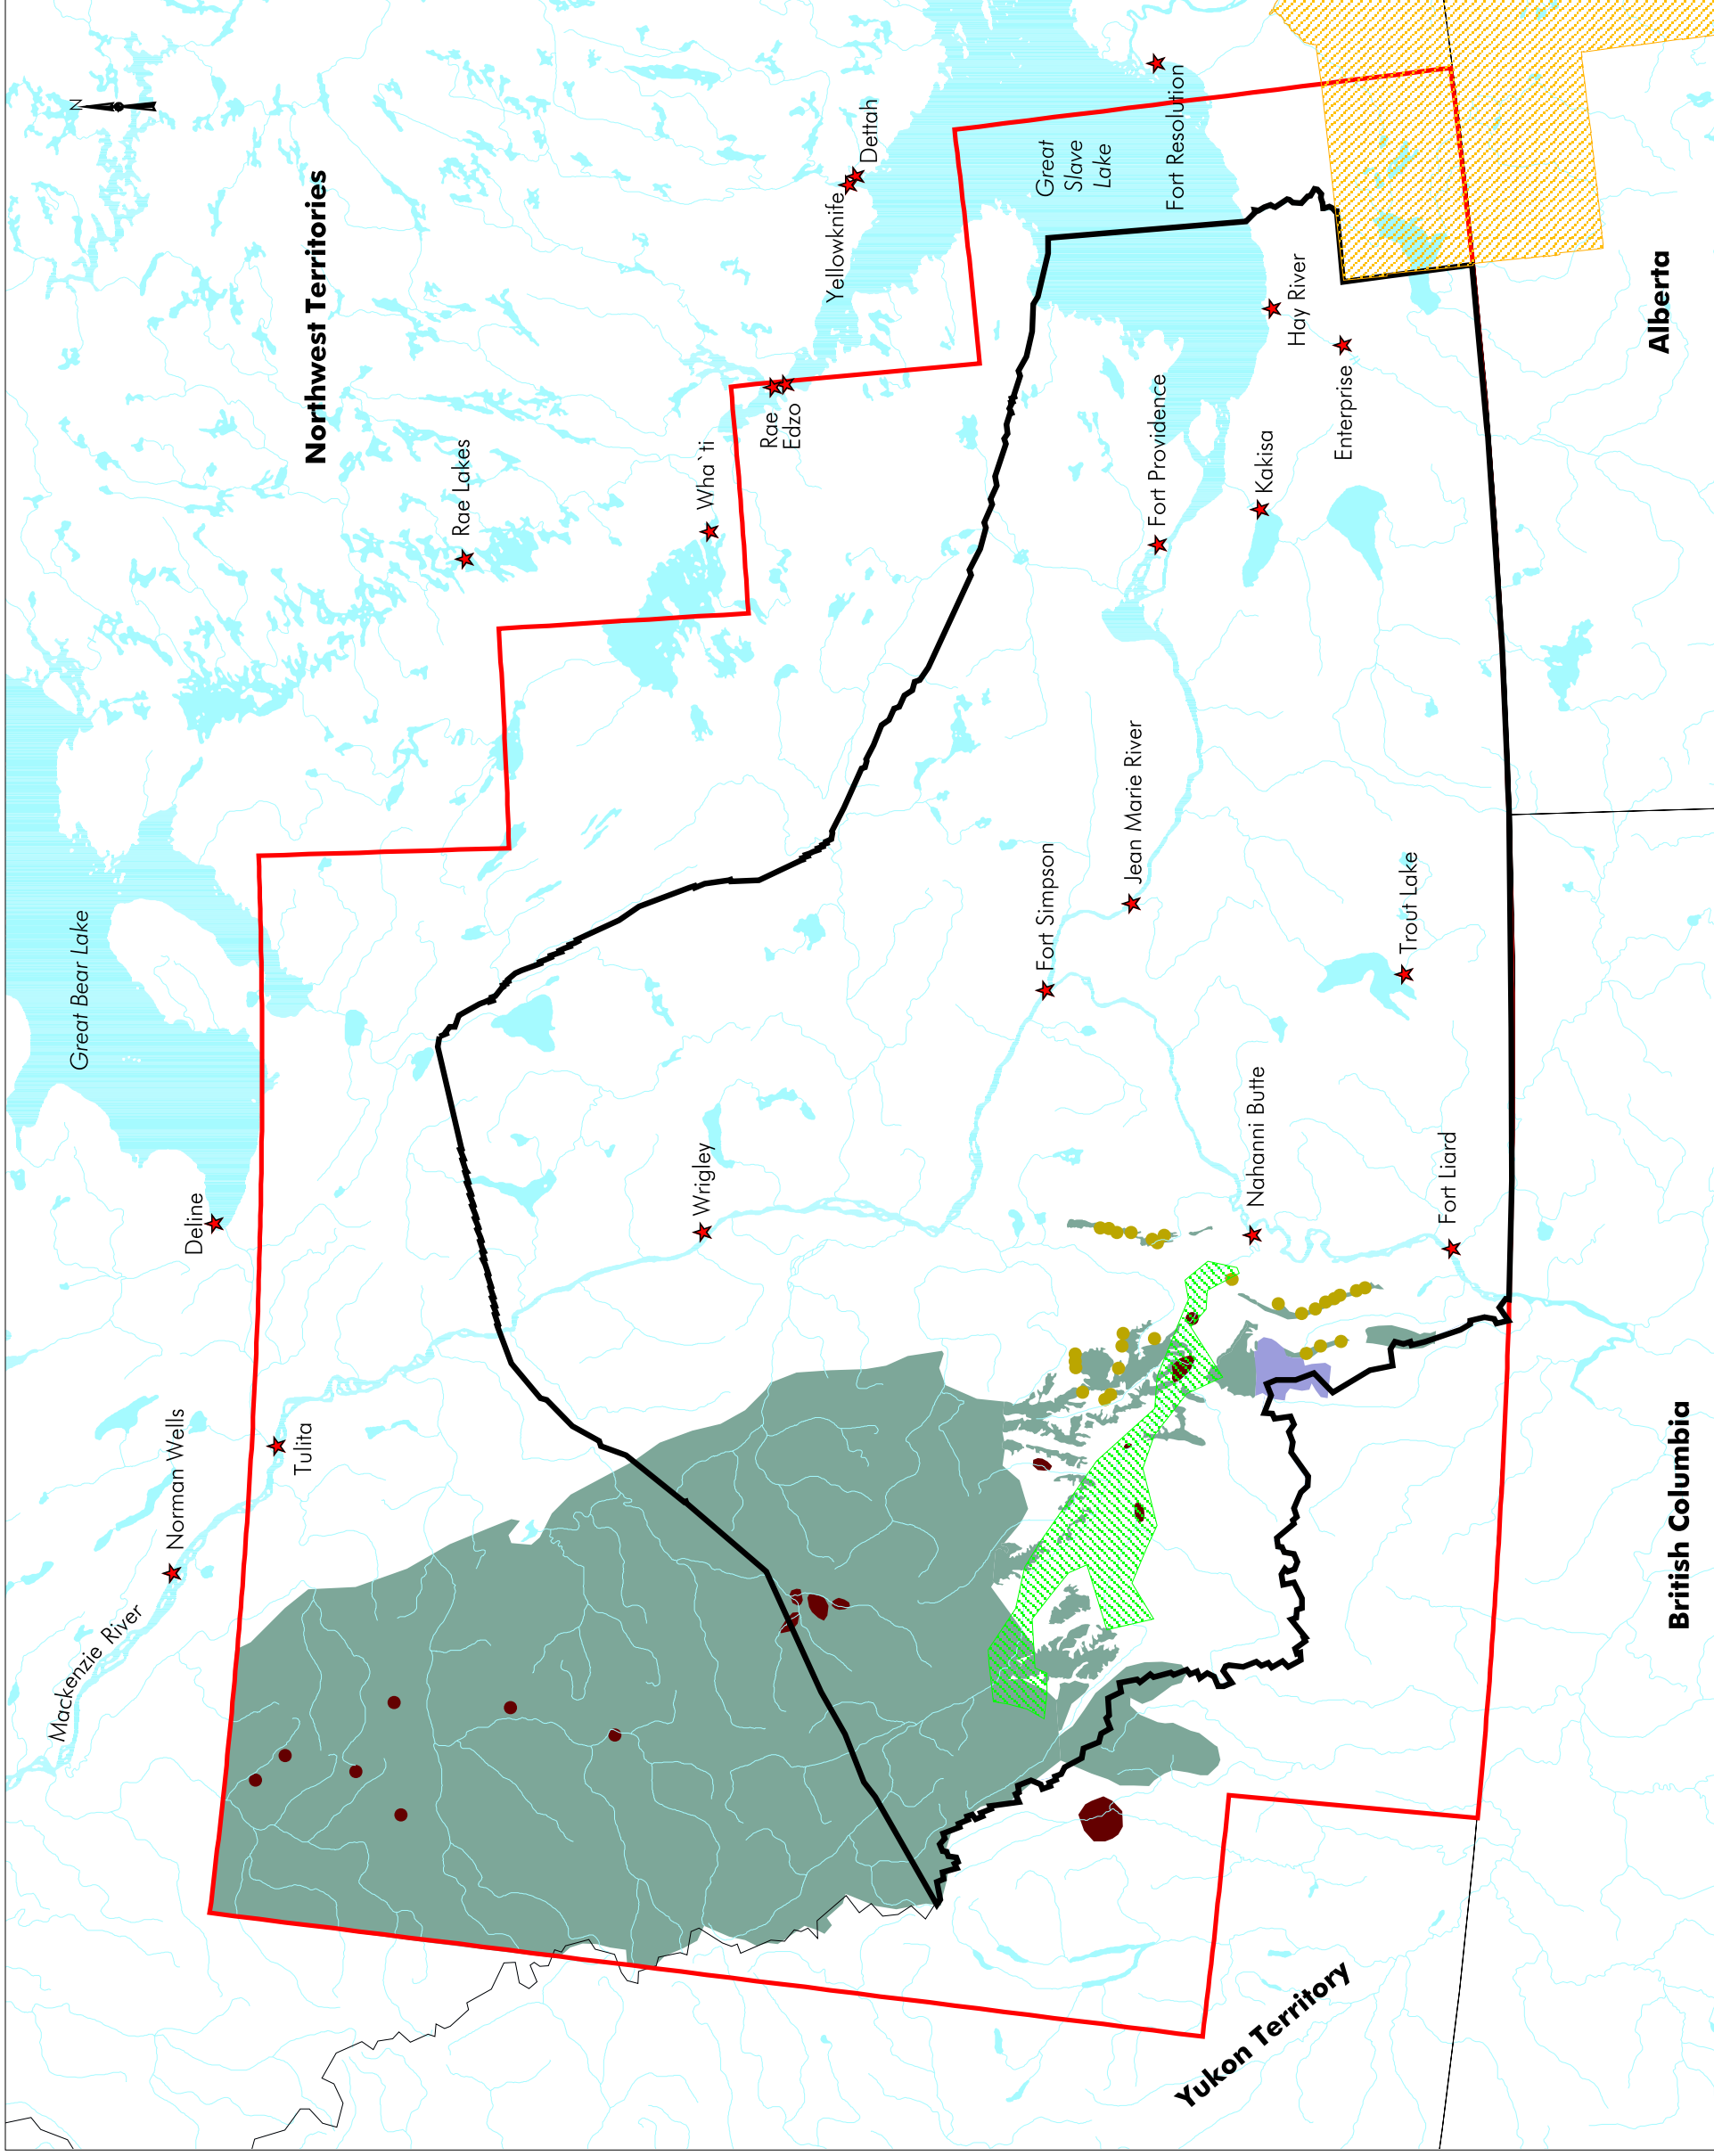 N
Northwest Territories
Great Bear Lake
Deline
Norman Wells
Mackenzie River
Tulita
Rae Lakes
Wha`ti
Rae
Edzo
Yellowknife
Dettah
Great
Slave
Lake
Fort Resolution
Wrigley
Fort Simpson
Jean Marie River
Fort Providence
Hay River
Kakisa
Enterprise
Nahanni Butte
Trout Lake
Fort Liard
Yukon Territory
British Columbia
Alberta